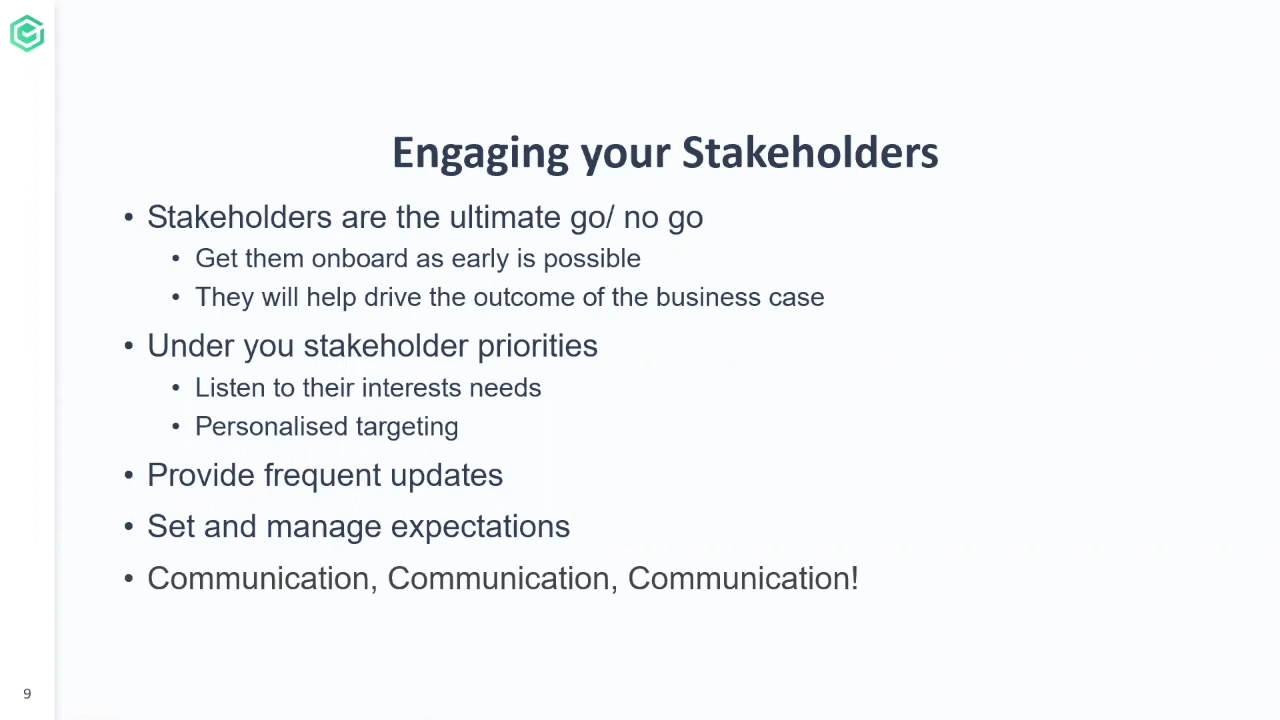 Engaging your Stakeholders
• Stakeholders are the ultimate go/ no go
• Get them onboard as early is possible
• They will help drive the outcome of the business case
• Under you stakeholder priorities
• Listen to their interests needs
• Personalised targeting
• Provide frequent updates
• Set and manage expectations
• Communication, Communication, Communication!
9